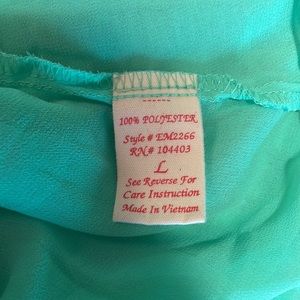 100% POLYESTER
Style # EM2266
RN# 104403
L
See Reverse For
Care Instruction
Made In Vietnam